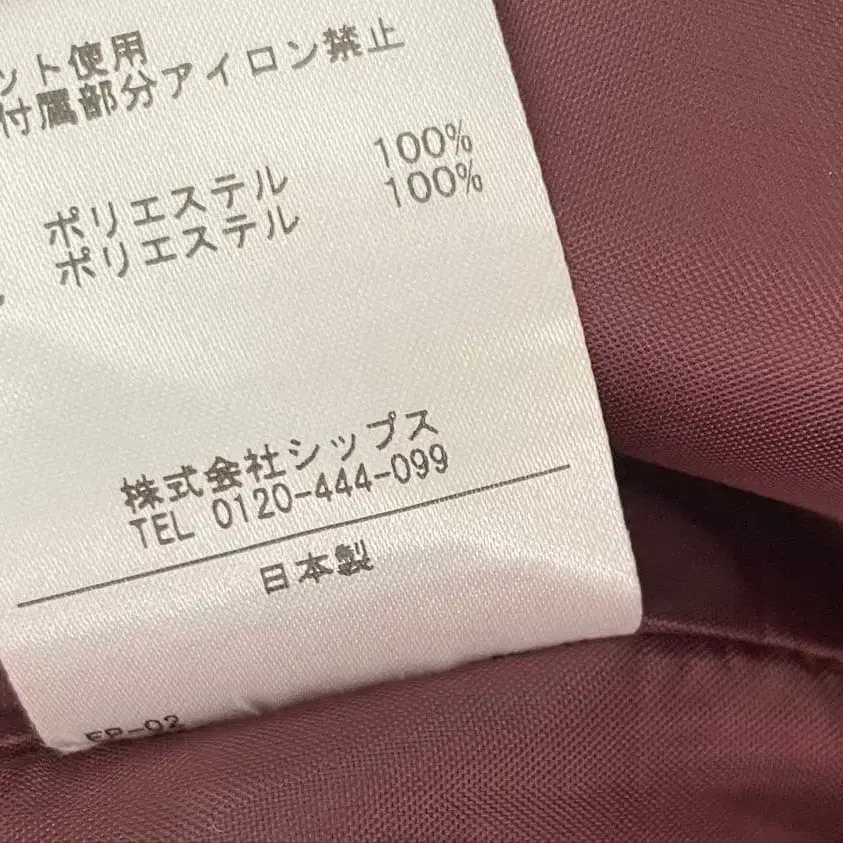 ット使用
付属部分アイロン禁止
ポリエステル 100%
ポリエステル 100%
株式会社シップス
TEL 0120-444-099
日本製